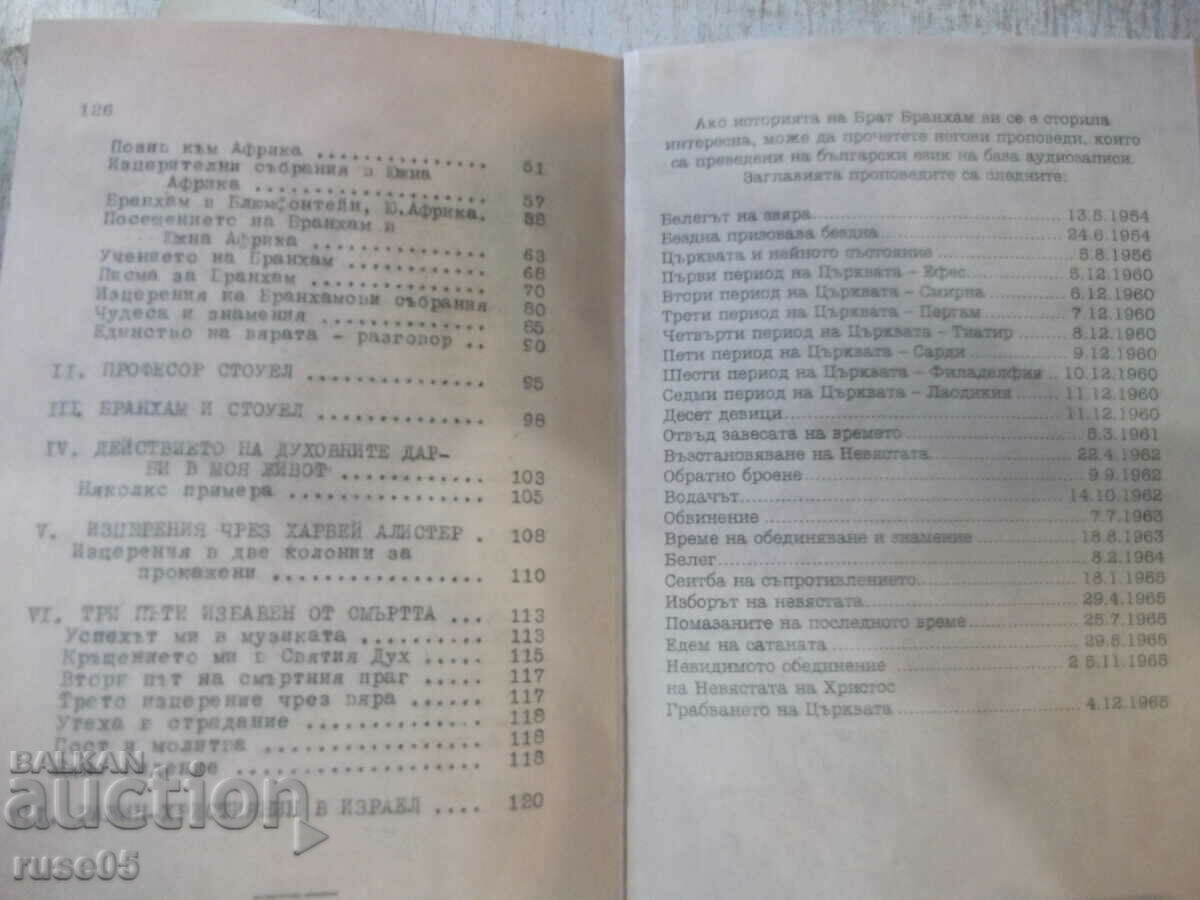 126
Позив към Африка ............... 51
Изцерителни събрания в Южна
Африка .................... 57
Бранхам в Блюмфонтейн, Ю.Африка. 58
Посещението на Бранхам в
Южна Африка ............... 63
Учението на Бранхам ............ 68
Писма за Бранхам ............... 70
Изцерения на Бранхамови събрания 80
Чудеса и знамения .............. 85
Единство на вярата - разговор .. 90
II. ПРОФЕСОР СТОУЕЛ ............... 95
III. БРАНХАМ И СТОУЕЛ ............... 98
IV. ДЕЙСТВИЕТО НА ДУХОВНИТЕ ДАР-
БИ В МОЯ ЖИВОТ ............ 103
Няколко примера ............... 105
V. ИЗЦЕРЕНИЯ ЧРЕЗ ХАРВЕЙ АЛИСТЕР . 108
Изцерения в две колонии за
прокажени ................ 110
VI. ТРИ ПЪТИ ИЗБАВЕН ОТ СМЪРТТА ... 113
Успехът ми в музиката ......... 113
Кръщението ми в Святия Дух ..... 115
Втори път на смъртния праг ..... 117
Трето изцерение чрез вяра ...... 117
Утеха в страдание .............. 118
Пост и молитва ................. 118
................ 118
В ИЗРАЕЛ .... 120
Ако историята на Брат Бранхам ви се е сторила
интересна, може да прочетете негови проповеди, които
са преведени на български език на база аудиозаписи.
Заглавията проповедите са следните:
Белегът на звяра 13.5.1954
Бездна призовава бездна 24.6.1954
Църквата и нейното състояние 5.8.1956
Първи период на Църквата - Ефес 5.12.1960
Втори период на Църквата - Смирна 6.12.1960
Трети период на Църквата - Пергам 7.12.1960
Четвърти период на Църквата - Тиатир 8.12.1960
Пети период на Църквата - Сарди 9.12.1960
Шести период на Църквата - Филаделфия 10.12.1960
Седми период на Църквата - Лаодикия 11.12.1960
Десет девици 11.12.1960
Отвъд завесата на времето 5.3.1961
Възстановяване на Невястата 22.4.1962
Обратно броене 9.9.1962
Водачът 14.10.1962
Обвинение 7.7.1963
Време на обединяване и знамение 18.8.1963
Белег 8.2.1964
Сеитба на съпротивлението 18.1.1965
Изборът на невястата 29.4.1965
Помазаните на последното време 25.7.1965
Едем на сатаната 29.8.1965
Невидимото обединение 2 5.11.1965
на Невястата на Христос
Грабването на Църквата 4.12.1965
BALKAN
auction
ruse05